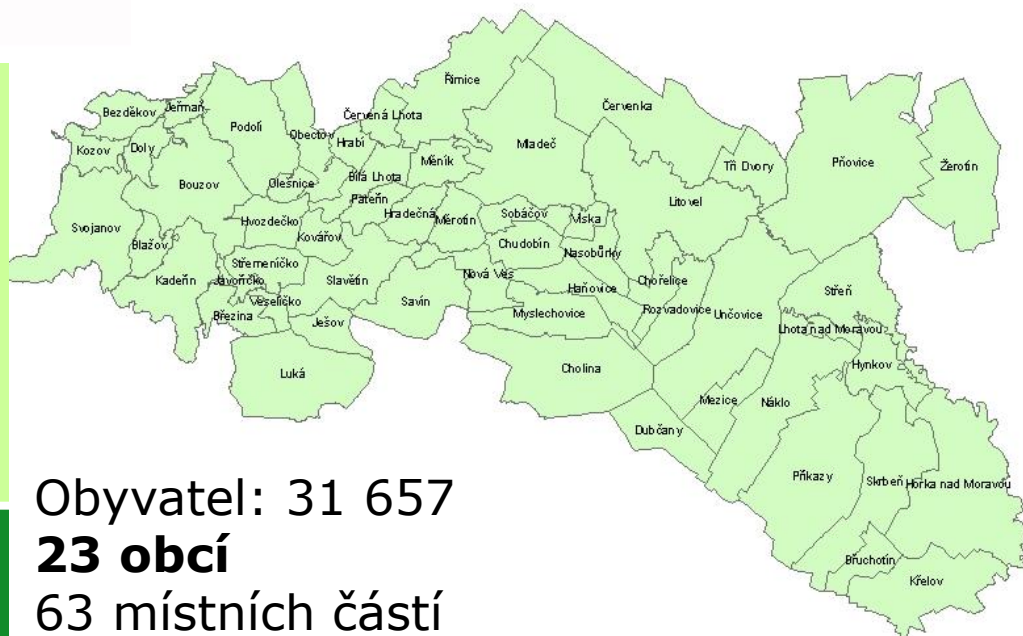 Řimice
Bezděkov
Jeřmaň
Červená Lhota
Červenka
Podolí
Obectov
Hrabí
Mladeč
Kozov
Doly
Měník
Tři Dvory
Pňovice
Žerotín
Bouzov
Olešnice
Bílá Lhota
Pateřín
Litovel
Svojanov
Hvozdečko
Hradečná
Měrotín
Sobáčov
Víska
Blažov
Kovářov
Chudobín
Nasobůrky
Kadeřín
Střemeníčko
Javoříčko
Slavětín
Nová Ves
Haňovice
Chořelice
Střeň
Březina
Veselíčko
Savín
Myslechovice
Rozvadovice
Unčovice
Ješov
Lhota nad Moravou
Luká
Cholina
Hynkov
Mezice
Náklo
Dubčany
Příkazy
Skrbeň
Horka nad Moravou
Břuchotín
Křelov
Obyvatel: 31 657
23 obcí
63 místních částí